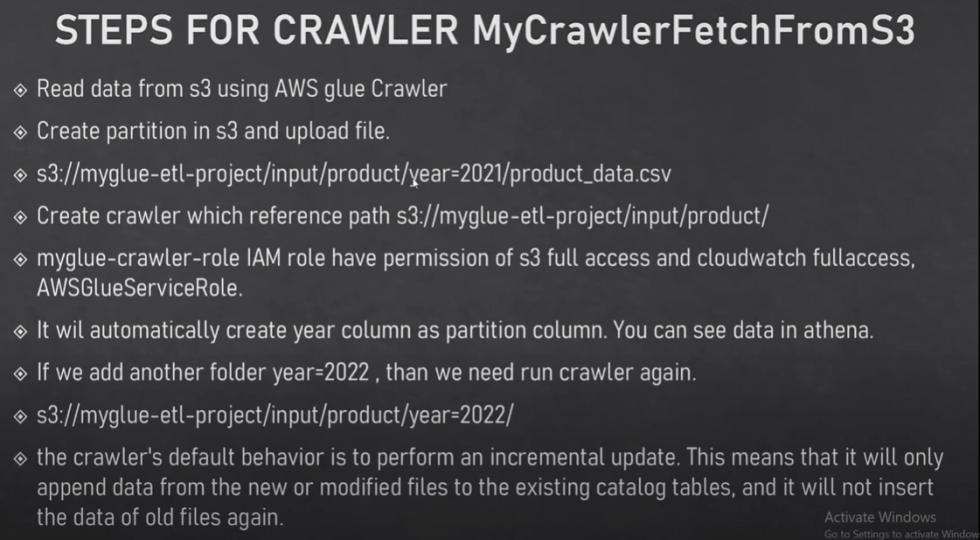 STEPS FOR CRAWLER MyCrawlerFetchFromS3
Read data from s3 using AWS glue Crawler
Create partition in s3 and upload file.
s3://myglue-etl-project/input/product/year=2021/product_data.csv
Create crawler which reference path s3://myglue-etl-project/input/product/
myglue-crawler-role IAM role have permission of s3 full access and cloudwatch fullaccess,
AWSGlueServiceRole.
It wil automatically create year column as partition column. You can see data in athena.
If we add another folder year=2022 , than we need run crawler again.
s3://myglue-etl-project/input/product/year=2022/
the crawler's default behavior is to perform an incremental update. This means that it will only
append data from the new or modified files to the existing catalog tables, and it will not insert
the data of old files again.
Activate Windows
Go to Settings to activate Window